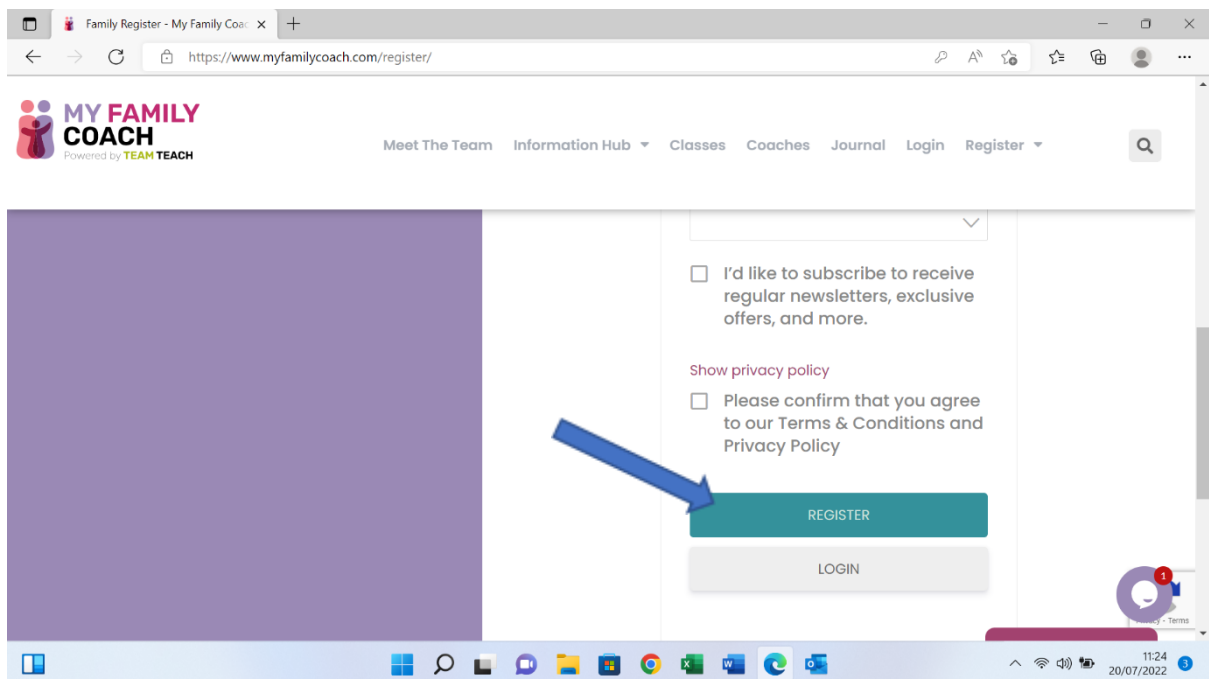 Family Register - My Family Coac
https://www.myfamilycoach.com/register/
MY FAMILY
COACH
Powered by TEAM TEACH
Meet The Team Information Hub Classes Coaches Journal Login Register
I'd like to subscribe to receive
regular newsletters, exclusive
offers, and more.
Show privacy policy
Please confirm that you agree
to our Terms & Conditions and
Privacy Policy
REGISTER
LOGIN
1
- Terms
11:24
20/07/2022
3